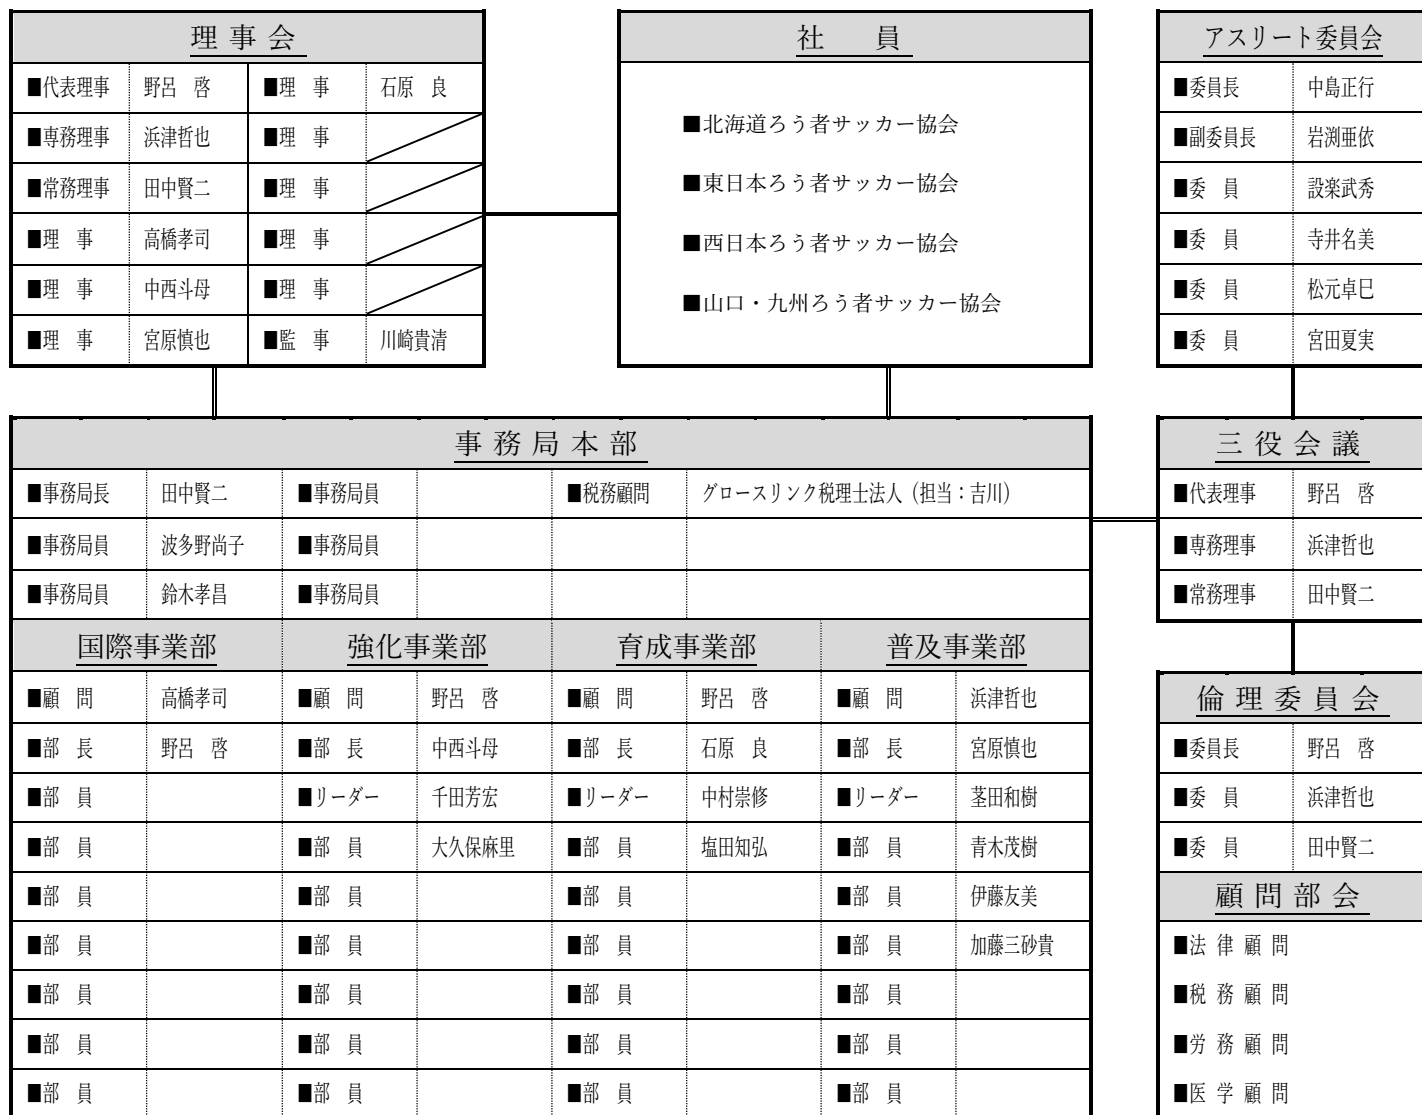 理事会
■代表理事 野呂 啓 ■理 事 石原 良
■専務理事 浜津哲也 ■理 事
■常務理事 田中賢二 ■理 事
■理 事 高橋孝司 ■理 事
■理 事 中西斗母 ■理 事
■理 事 宮原慎也 ■監 事 川崎貴清
社 員
■北海道ろう者サッカー協会
■東日本ろう者サッカー協会
■西日本ろう者サッカー協会
■山口・九州ろう者サッカー協会
アスリート委員会
■委員長 中島正行
■副委員長 岩渕亜依
■委 員 設楽武秀
■委 員 寺井名美
■委 員 松元卓巳
■委 員 宮田夏実
事務局本部
■事務局長 田中賢二 ■事務局員 ■税務顧問 グロースリンク税理士法人（担当：吉川）
■事務局員 波多野尚子 ■事務局員
■事務局員 鈴木孝昌 ■事務局員
国際事業部 強化事業部 育成事業部 普及事業部
■顧 問 高橋孝司 ■顧 問 野呂 啓 ■顧 問 野呂 啓 ■顧 問 浜津哲也
■部 長 野呂 啓 ■部 長 中西斗母 ■部 長 石原 良 ■部 長 宮原慎也
■部 員 ■リーダー 千田芳宏 ■リーダー 中村崇修 ■リーダー 茎田和樹
■部 員 ■部 員 大久保麻里 ■部 員 塩田知弘 ■部 員 青木茂樹
■部 員 ■部 員 ■部 員 ■部 員 伊藤友美
■部 員 ■部 員 ■部 員 ■部 員 加藤三砂貴
■部 員 ■部 員 ■部 員 ■部 員
■部 員 ■部 員 ■部 員 ■部 員
■部 員 ■部 員 ■部 員 ■部 員
三役会議
■代表理事 野呂 啓
■専務理事 浜津哲也
■常務理事 田中賢二
倫理委員会
■委員長 野呂 啓
■委 員 浜津哲也
■委 員 田中賢二
顧問部会
■法律顧問
■税務顧問
■労務顧問
■医学顧問